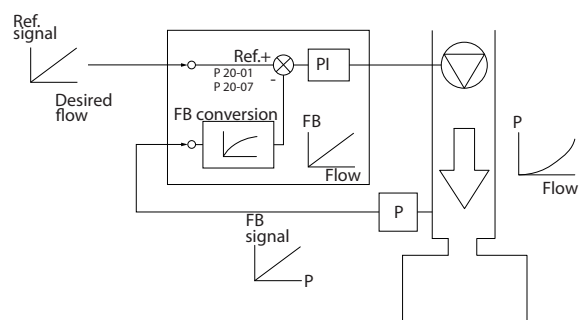 Ref.
signal
Desired
flow
Ref.+
P 20-01
P 20-07
-
PI
FB conversion
FB
Flow
P
Flow
P
FB
signal
P